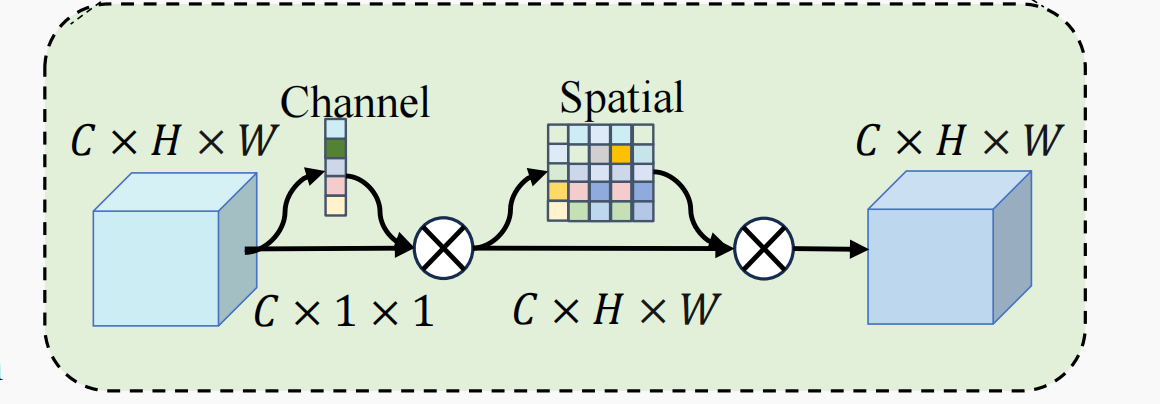 Channel
Spatial
C × H × W
C × H × W
C × 1 × 1
C × H × W